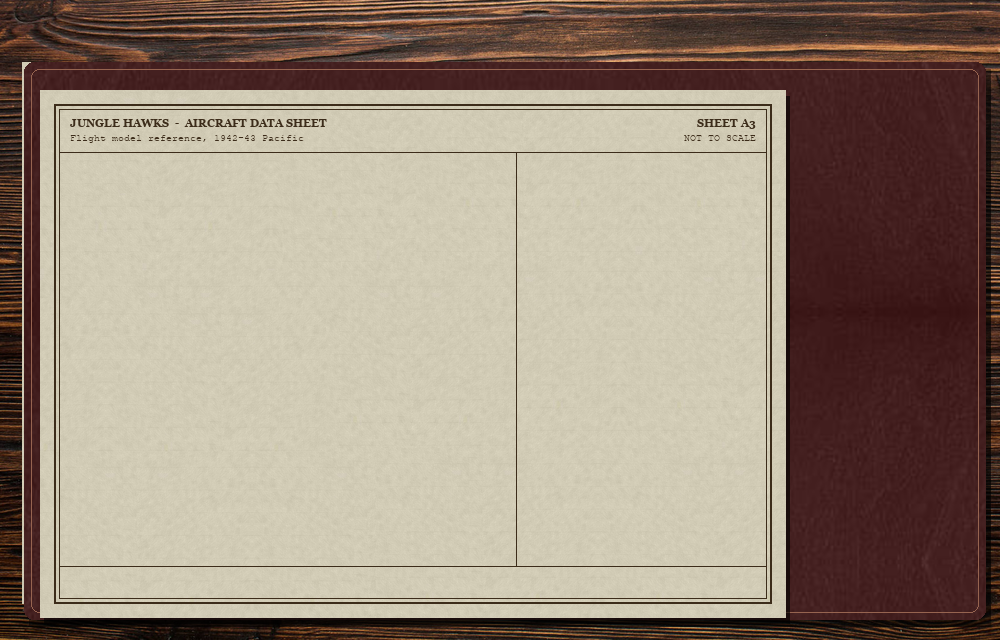 JUNGLE HAWKS - AIRCRAFT DATA SHEET
SHEET A3
Flight model reference, 1942-43 Pacific
NOT TO SCALE